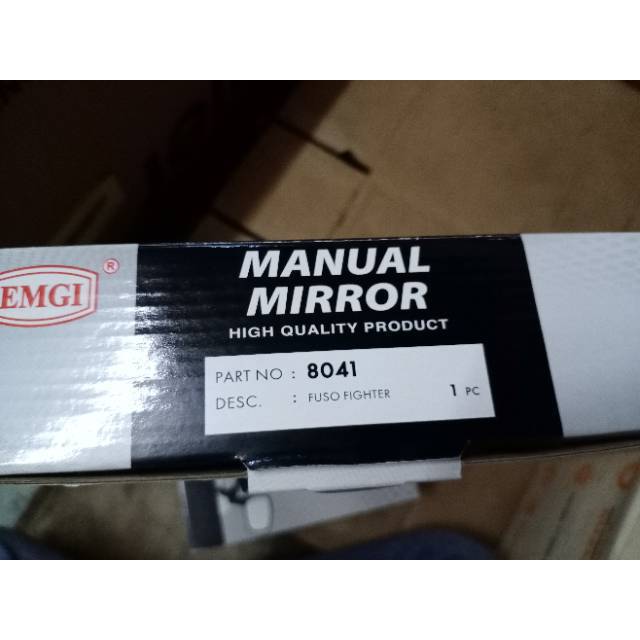 EMGI ®
MANUAL
MIRROR
HIGH QUALITY PRODUCT
PART NO : 8041
DESC. : FUSO FIGHTER 1 PC